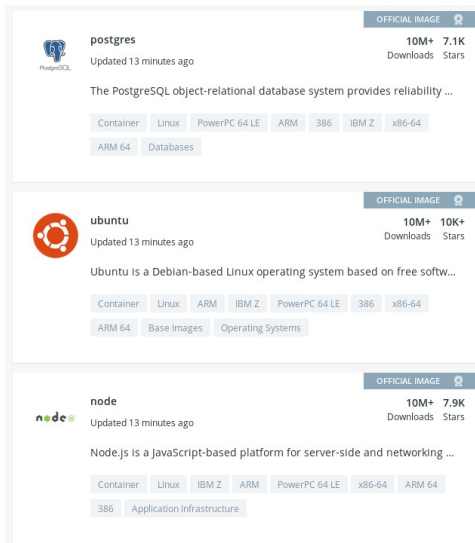 OFFICIAL IMAGE
postgres
10M+ 7.1K
Downloads Stars
PostgreSQL
Updated 13 minutes ago
The PostgreSQL object-relational database system provides reliability ...
Container Linux PowerPC 64 LE ARM 386 IBM Z x86-64
ARM 64 Databases
OFFICIAL IMAGE
ubuntu
10M+ 10K+
Downloads Stars
Updated 13 minutes ago
Ubuntu is a Debian-based Linux operating system based on free softw...
Container Linux ARM IBM Z PowerPC 64 LE 386 x86-64
ARM 64 Base Images Operating Systems
OFFICIAL IMAGE
node
10M+ 7.9K
Downloads Stars
node
Updated 13 minutes ago
Node.js is a JavaScript-based platform for server-side and networking ...
Container Linux IBM Z ARM PowerPC 64 LE x86-64 ARM 64
386 Application Infrastructure